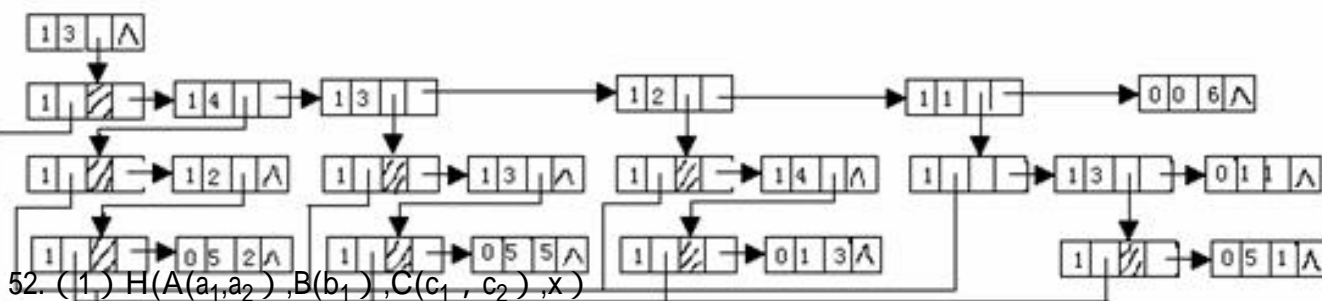 1 3 ∧
1 1 4 1 3 1 2 1 1 0 0 6 ∧
1 1 2 ∧ 1 1 3 ∧ 1 1 4 ∧ 1 1 3 0 1 1 ∧
1 0 5 2 ∧ 1 0 5 5 ∧ 1 0 1 3 ∧ 1 0 5 1 ∧
52. (1) H(A(a₁,a₂),B(b₁),C(c₁,c₂),x)